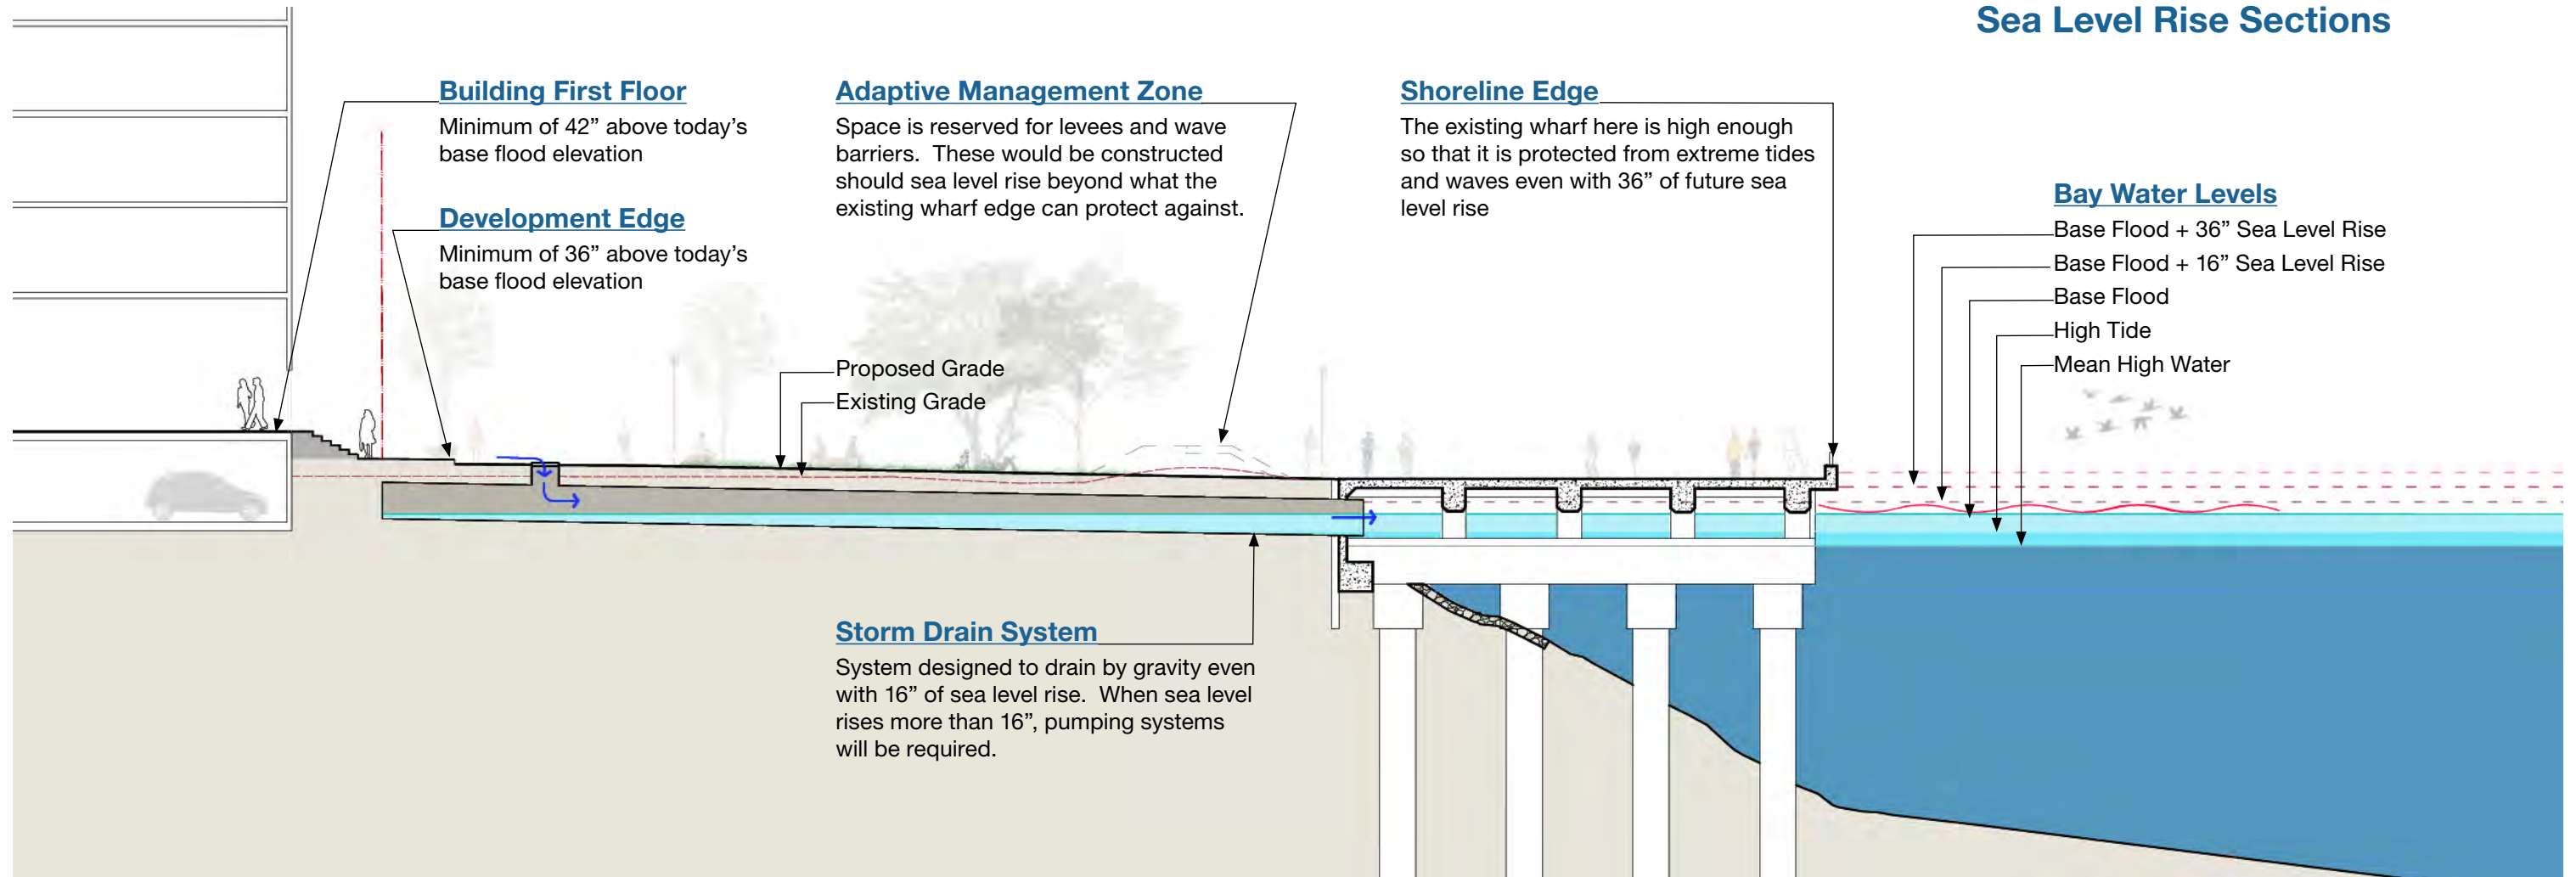 Sea Level Rise Sections
Building First Floor
Minimum of 42” above today’s
base flood elevation
Development Edge
Minimum of 36” above today’s
base flood elevation
Adaptive Management Zone
Space is reserved for levees and wave
barriers.  These would be constructed
should sea level rise beyond what the
existing wharf edge can protect against.
Shoreline Edge
The existing wharf here is high enough
so that it is protected from extreme tides
and waves even with 36” of future sea
level rise
Bay Water Levels
Base Flood + 36” Sea Level Rise
Base Flood + 16” Sea Level Rise
Base Flood
High Tide
Mean High Water
Proposed Grade
Existing Grade
Storm Drain System
System designed to drain by gravity even
with 16” of sea level rise.  When sea level
rises more than 16”, pumping systems
will be required.